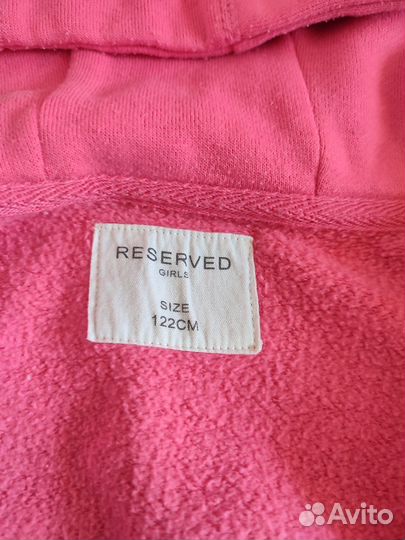 RESERVED
GIRLS
SIZE
122CM
Avito